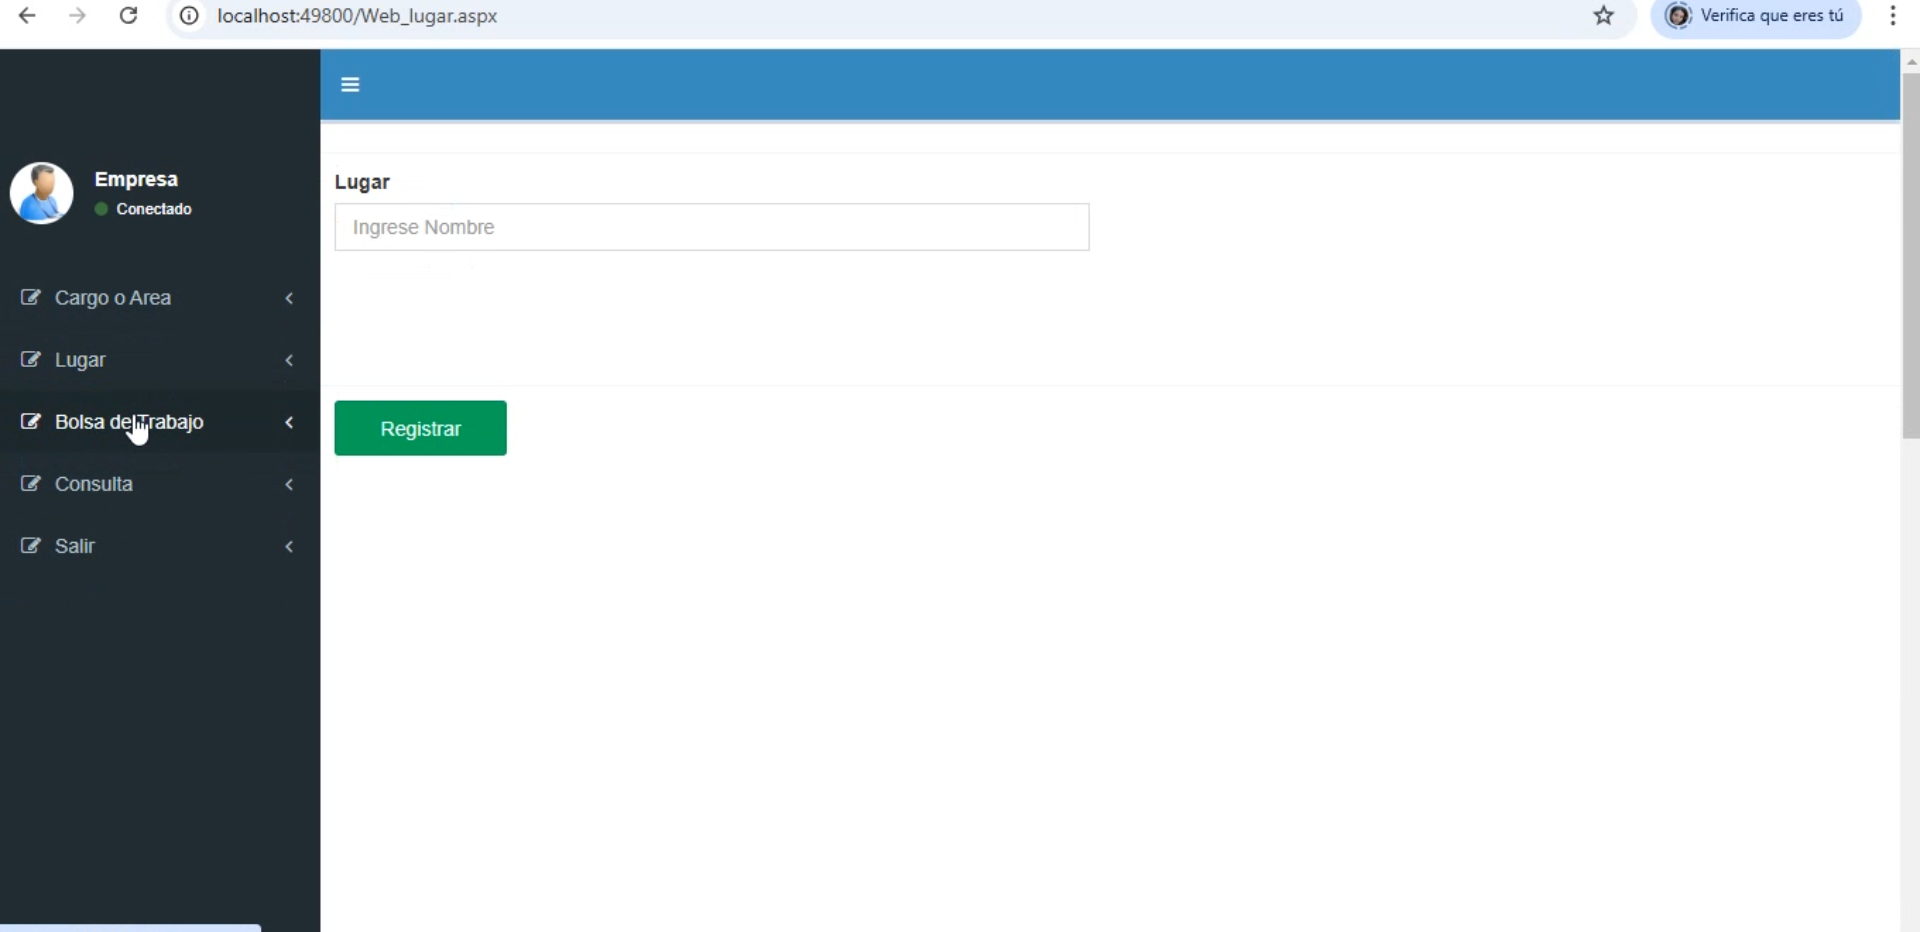 localhost:49800/Web_lugar.aspx
Verifica que eres tú
Empresa
Conectado
Cargo o Area
Lugar
Bolsa de Trabajo
Consulta
Salir
Lugar
Ingrese Nombre
Registrar